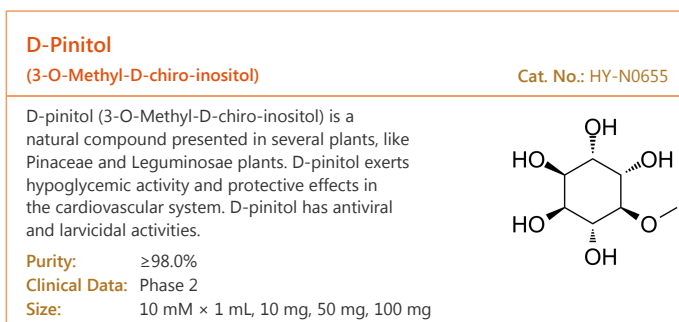 D-Pinitol
(3-O-Methyl-D-chiro-inositol)
Cat. No.: HY-N0655
D-pinitol (3-O-Methyl-D-chiro-inositol) is a
natural compound presented in several plants, like
Pinaceae and Leguminosae plants. D-pinitol exerts
hypoglycemic activity and protective effects in
the cardiovascular system. D-pinitol has antiviral
and larvicidal activities.
OH
HO
OH
HO
O
OH
Purity: ≥98.0%
Clinical Data: Phase 2
Size: 10 mM × 1 mL, 10 mg, 50 mg, 100 mg